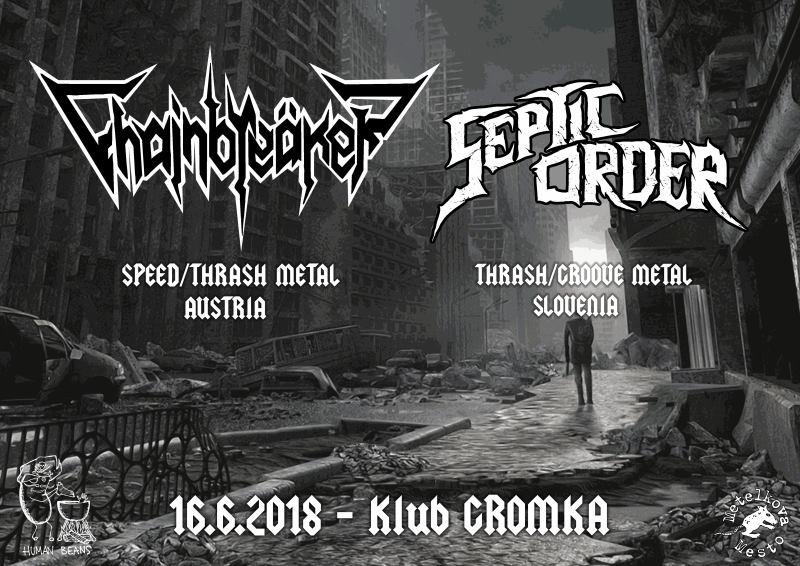 Chainbreäker
SEPTIC
ORDER
SPEED/THRASH METAL
AUSTRIA
THRASH/GROOVE METAL
SLOVENIA
16.6.2018 - Klub GROMKA
HUMAN BEANS
Metelkova
Mesto